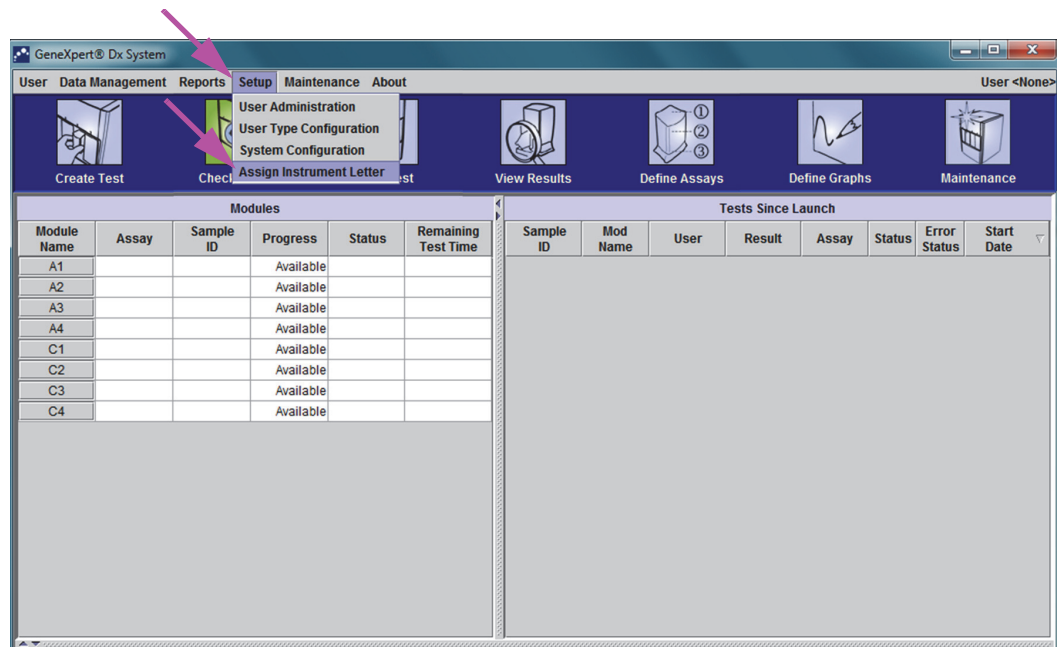 GeneXpert® Dx System
User Data Management Reports Setup Maintenance About User <None>
User Administration
User Type Configuration
System Configuration
Assign Instrument Letter
Create Test
View Results
Define Assays
Define Graphs
Maintenance
①
②
③
Modules
Module Name Assay Sample ID Progress Status Remaining Test Time
A1 Available
A2 Available
A3 Available
A4 Available
C1 Available
C2 Available
C3 Available
C4 Available
Tests Since Launch
Sample ID Mod Name User Result Assay Status Error Status Start Date